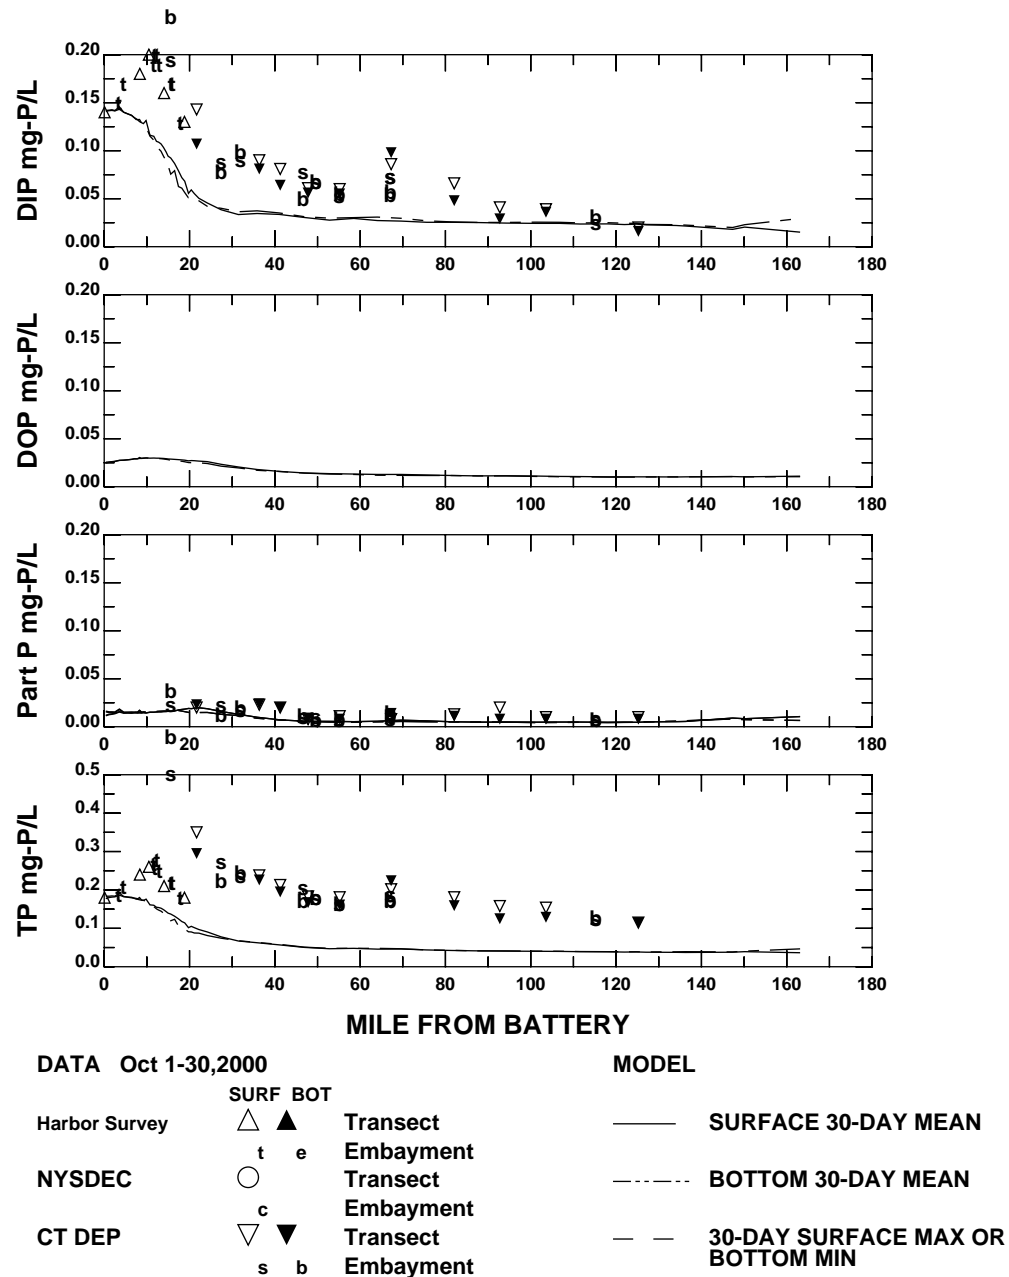 b
0.20
0.15
0.10
0.05
0.00
DIP mg-P/L
0 20 40 60 80 100 120 140 160 180
0.20
0.15
0.10
0.05
0.00
DOP mg-P/L
0 20 40 60 80 100 120 140 160 180
0.20
0.15
0.10
0.05
0.00
Part P mg-P/L
0 20 40 60 80 100 120 140 160 180
0.5
0.4
0.3
0.2
0.1
0.0
TP mg-P/L
0 20 40 60 80 100 120 140 160 180
MILE FROM BATTERY
DATA Oct 1-30,2000 MODEL
SURF BOT
Harbor Survey Transect SURFACE 30-DAY MEAN
t e Embayment
NYSDEC Transect BOTTOM 30-DAY MEAN
c Embayment
CT DEP Transect 30-DAY SURFACE MAX OR
BOTTOM MIN
s b Embayment